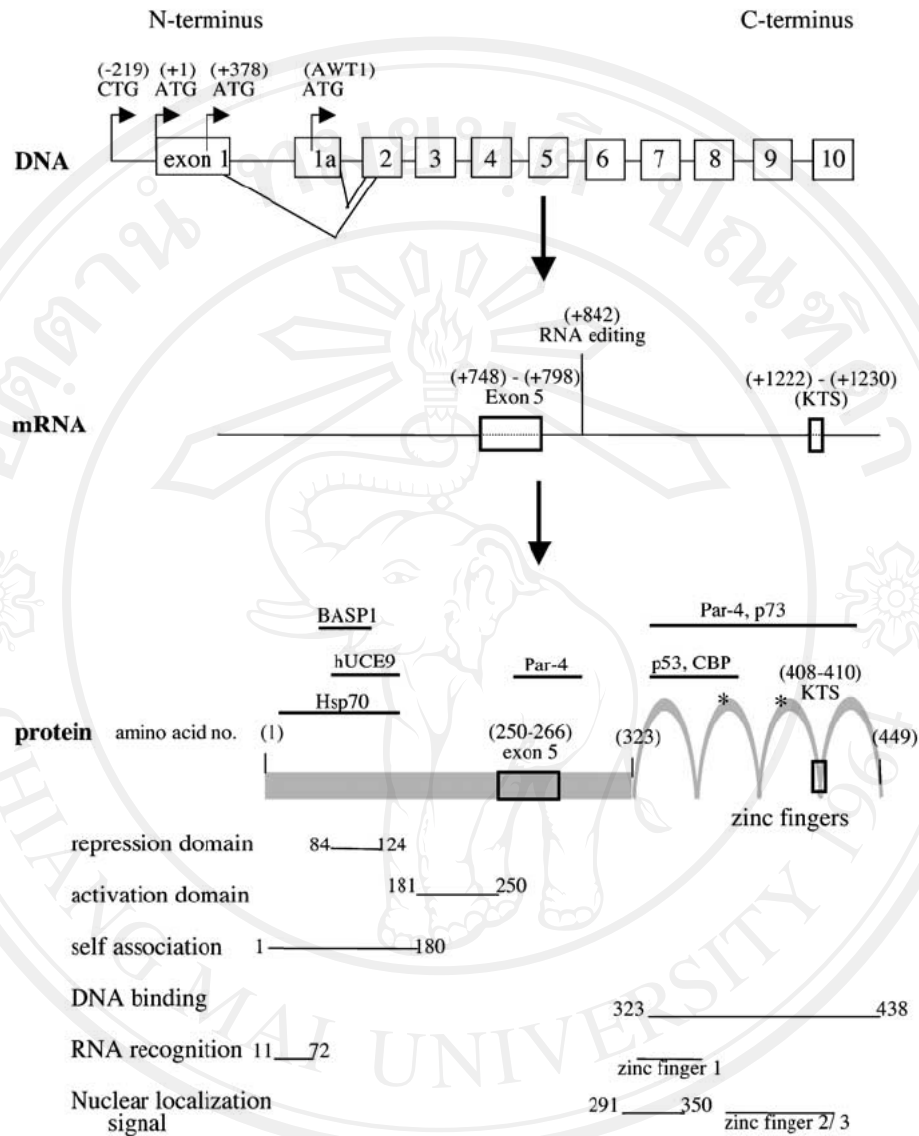 N-terminus C-terminus
(-219) (+1) (+378) (AWT1)
CTG ATG ATG ATG
DNA exon 1 1a 2 3 4 5 6 7 8 9 10
(+842)
RNA editing
(+748) - (+798) (+1222) - (+1230)
Exon 5 (KTS)
mRNA
BASP1 Par-4, p73
hUCE9 Par-4 p53, CBP (408-410)
Hsp70 KTS
* *
protein amino acid no. (1) (250-266) (323) (449)
exon 5
zinc fingers
repression domain 84 124
activation domain 181 250
self association 1 180
DNA binding 323 438
RNA recognition 11 72 zinc finger 1
Nuclear localization 291 350 zinc finger 2/ 3
signal
CHIANG MAI UNIVERSITY 1964